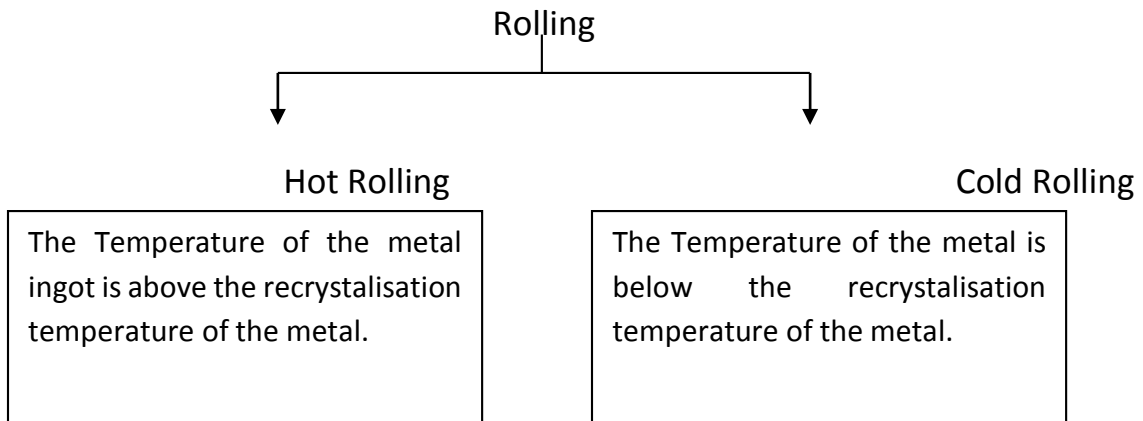 Rolling
Hot Rolling
Cold Rolling
The Temperature of the metal
ingot is above the recrystalisation
temperature of the metal.
The Temperature of the metal is
below the recrystalisation
temperature of the metal.